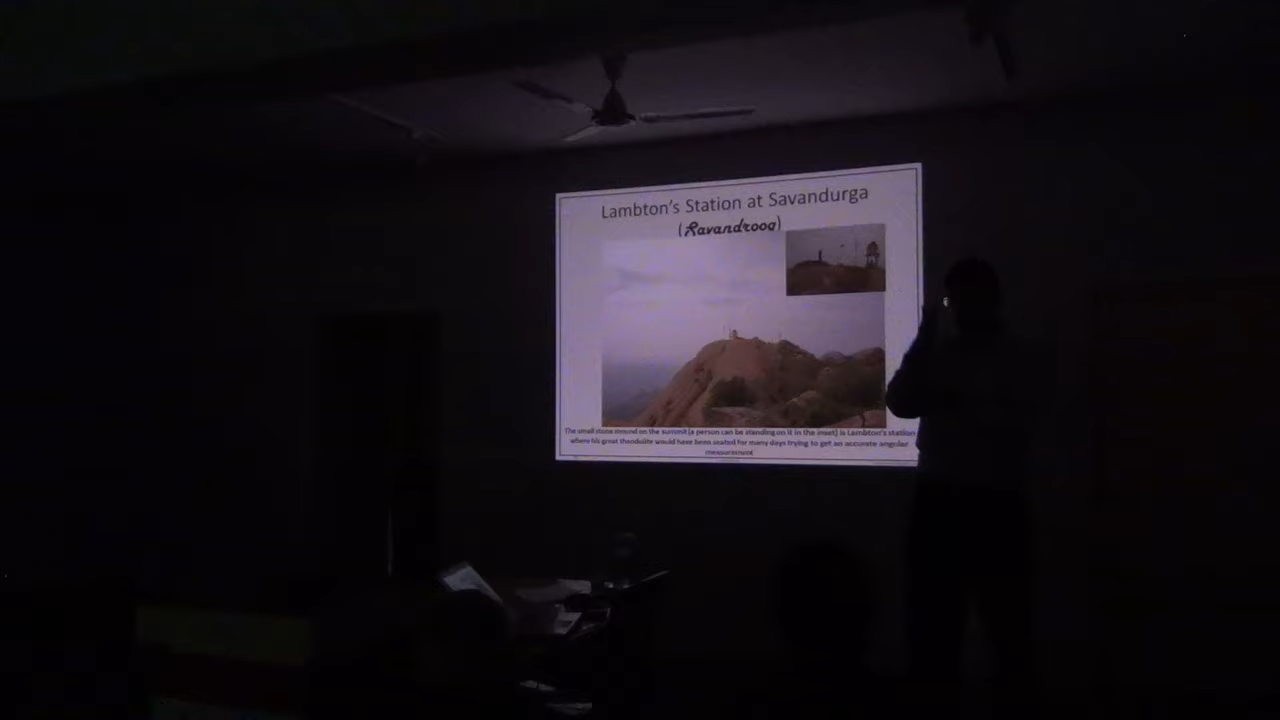 Lambton's Station at Savandurga
(Savandroog)
The small stone mound on the summit (a person can be standing on it in the inset) is Lambton's station
where his great theodolite would have been seated for many days trying to get an accurate angular
measurement